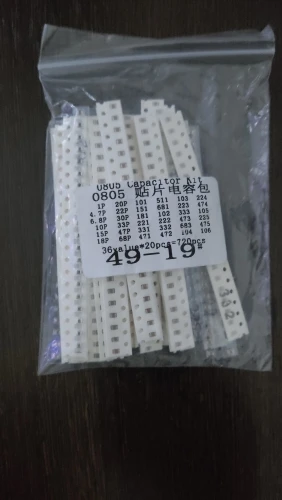 0805 Capacitor Kit
0805 贴片电容包
1P 20P 101 511 103 224
4.7P 22P 151 681 223 474
6.8P 30P 181 102 333 105
10P 33P 221 222 473 225
15P 47P 331 332 683 475
18P 68P 471 472 104 106
36value*20pcs=720pcs
49-19#